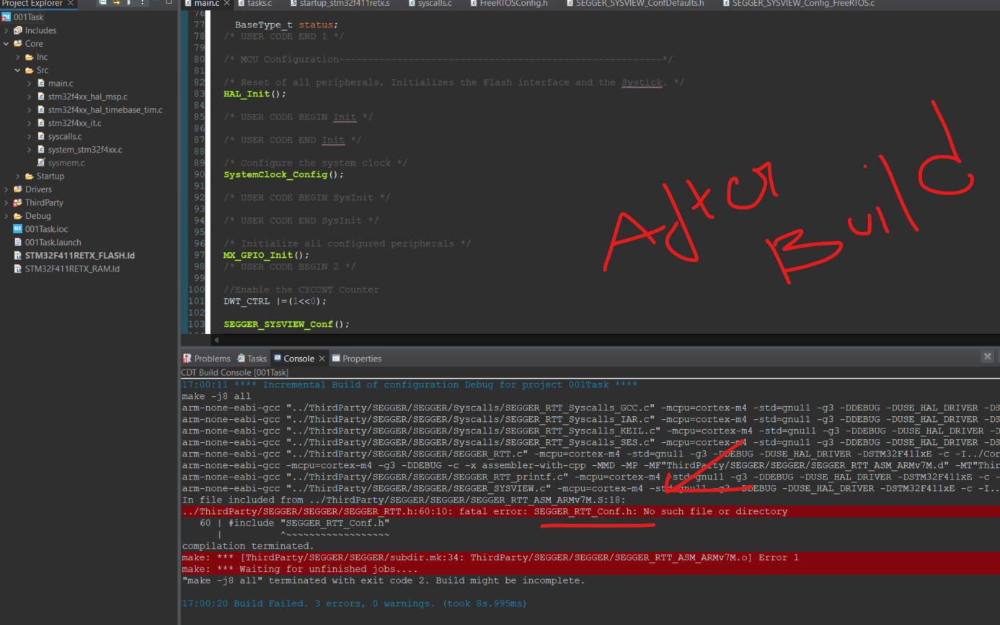 Project Explorer
main.c
tasks.c
startup_stm32f411retx.s
syscalls.c
FreeRTOSConfig.h
SEGGER_SYSVIEW_ConfDefaults.h
SEGGER_SYSVIEW_Config_FreeRTOS.c
001Task
Includes
Core
Inc
Src
main.c
stm32f4xx_hal_msp.c
stm32f4xx_hal_timebase_tim.c
stm32f4xx_it.c
syscalls.c
system_stm32f4xx.c
sysmem.c
Startup
Drivers
ThirdParty
Debug
001Task.ioc
001Task.launch
STM32F411RETX_FLASH.ld
STM32F411RETX_RAM.ld
76
77 BaseType_t status;
78 /* USER CODE END 1 */
79
80 /* MCU Configuration--------------------------------------------------------*/
81
82 /* Reset of all peripherals, Initializes the Flash interface and the Systick. */
83 HAL_Init();
84
85 /* USER CODE BEGIN Init */
86
87 /* USER CODE END Init */
88
89 /* Configure the system clock */
90 SystemClock_Config();
91
92 /* USER CODE BEGIN SysInit */
93
94 /* USER CODE END SysInit */
95
96 /* Initialize all configured peripherals */
97 MX_GPIO_Init();
98 /* USER CODE BEGIN 2 */
99
100 //Enable the CYCCNT Counter
101 DWT_CTRL |=(1<<0);
102
103 SEGGER_SYSVIEW_Conf();
Build
Problems Tasks Console Properties
CDT Build Console [001Task]
17:00:11 **** Incremental Build of configuration Debug for project 001Task ****
make -j8 all
arm-none-eabi-gcc "../ThirdParty/SEGGER/SEGGER/Syscalls/SEGGER_RTT_Syscalls_GCC.c" -mcpu=cortex-m4 -std=gnu11 -g3 -DDEBUG -DUSE_HAL_DRIVER -DS
arm-none-eabi-gcc "../ThirdParty/SEGGER/SEGGER/Syscalls/SEGGER_RTT_Syscalls_IAR.c" -mcpu=cortex-m4 -std=gnu11 -g3 -DDEBUG -DUSE_HAL_DRIVER -DS
arm-none-eabi-gcc "../ThirdParty/SEGGER/SEGGER/Syscalls/SEGGER_RTT_Syscalls_KEIL.c" -mcpu=cortex-m4 -std=gnu11 -g3 -DDEBUG -DUSE_HAL_DRIVER -D
arm-none-eabi-gcc "../ThirdParty/SEGGER/SEGGER/Syscalls/SEGGER_RTT_Syscalls_SES.c" -mcpu=cortex-m4 -std=gnu11 -g3 -DDEBUG -DUSE_HAL_DRIVER -DS
arm-none-eabi-gcc "../ThirdParty/SEGGER/SEGGER/SEGGER_RTT.c" -mcpu=cortex-m4 -std=gnu11 -g3 -DDEBUG -DUSE_HAL_DRIVER -DSTM32F411xE -c -I../Cor
arm-none-eabi-gcc -mcpu=cortex-m4 -g3 -DDEBUG -c -x assembler-with-cpp -MMD -MP -MF"ThirdParty/SEGGER/SEGGER/SEGGER_RTT_ASM_ARMv7M.d" -MT"Thir
arm-none-eabi-gcc "../ThirdParty/SEGGER/SEGGER/SEGGER_RTT_printf.c" -mcpu=cortex-m4 -std=gnu11 -g3 -DDEBUG -DUSE_HAL_DRIVER -DSTM32F411xE -c -
arm-none-eabi-gcc "../ThirdParty/SEGGER/SEGGER/SEGGER_SYSVIEW.c" -mcpu=cortex-m4 -std=gnu11 -g3 -DDEBUG -DUSE_HAL_DRIVER -DSTM32F411xE -c -I..
In file included from ../ThirdParty/SEGGER/SEGGER/SEGGER_RTT_ASM_ARMv7M.S:18:
../ThirdParty/SEGGER/SEGGER/SEGGER_RTT.h:60:10: fatal error: SEGGER_RTT_Conf.h: No such file or directory
60 | #include "SEGGER_RTT_Conf.h"
| ^~~~~~~~~~~~~~~~~~~
compilation terminated.
make: *** [ThirdParty/SEGGER/SEGGER/subdir.mk:34: ThirdParty/SEGGER/SEGGER/SEGGER_RTT_ASM_ARMv7M.o] Error 1
make: *** Waiting for unfinished jobs....
"make -j8 all" terminated with exit code 2. Build might be incomplete.
17:00:20 Build Failed. 3 errors, 0 warnings. (took 8s.995ms)